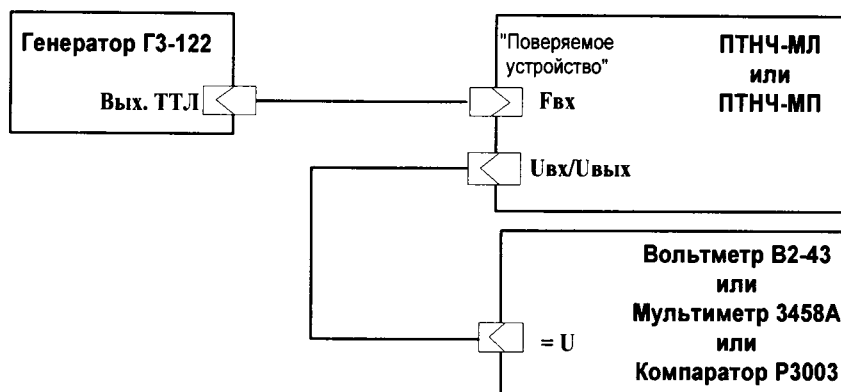 Генератор Г3-122
Вых. ТТЛ
"Поверяемое
устройство"
ПТНЧ-МЛ
или
ПТНЧ-МП
Fвх
Uвх/Uвых
Вольтметр В2-43
или
Мультиметр 3458А
или
Компаратор Р3003
= U